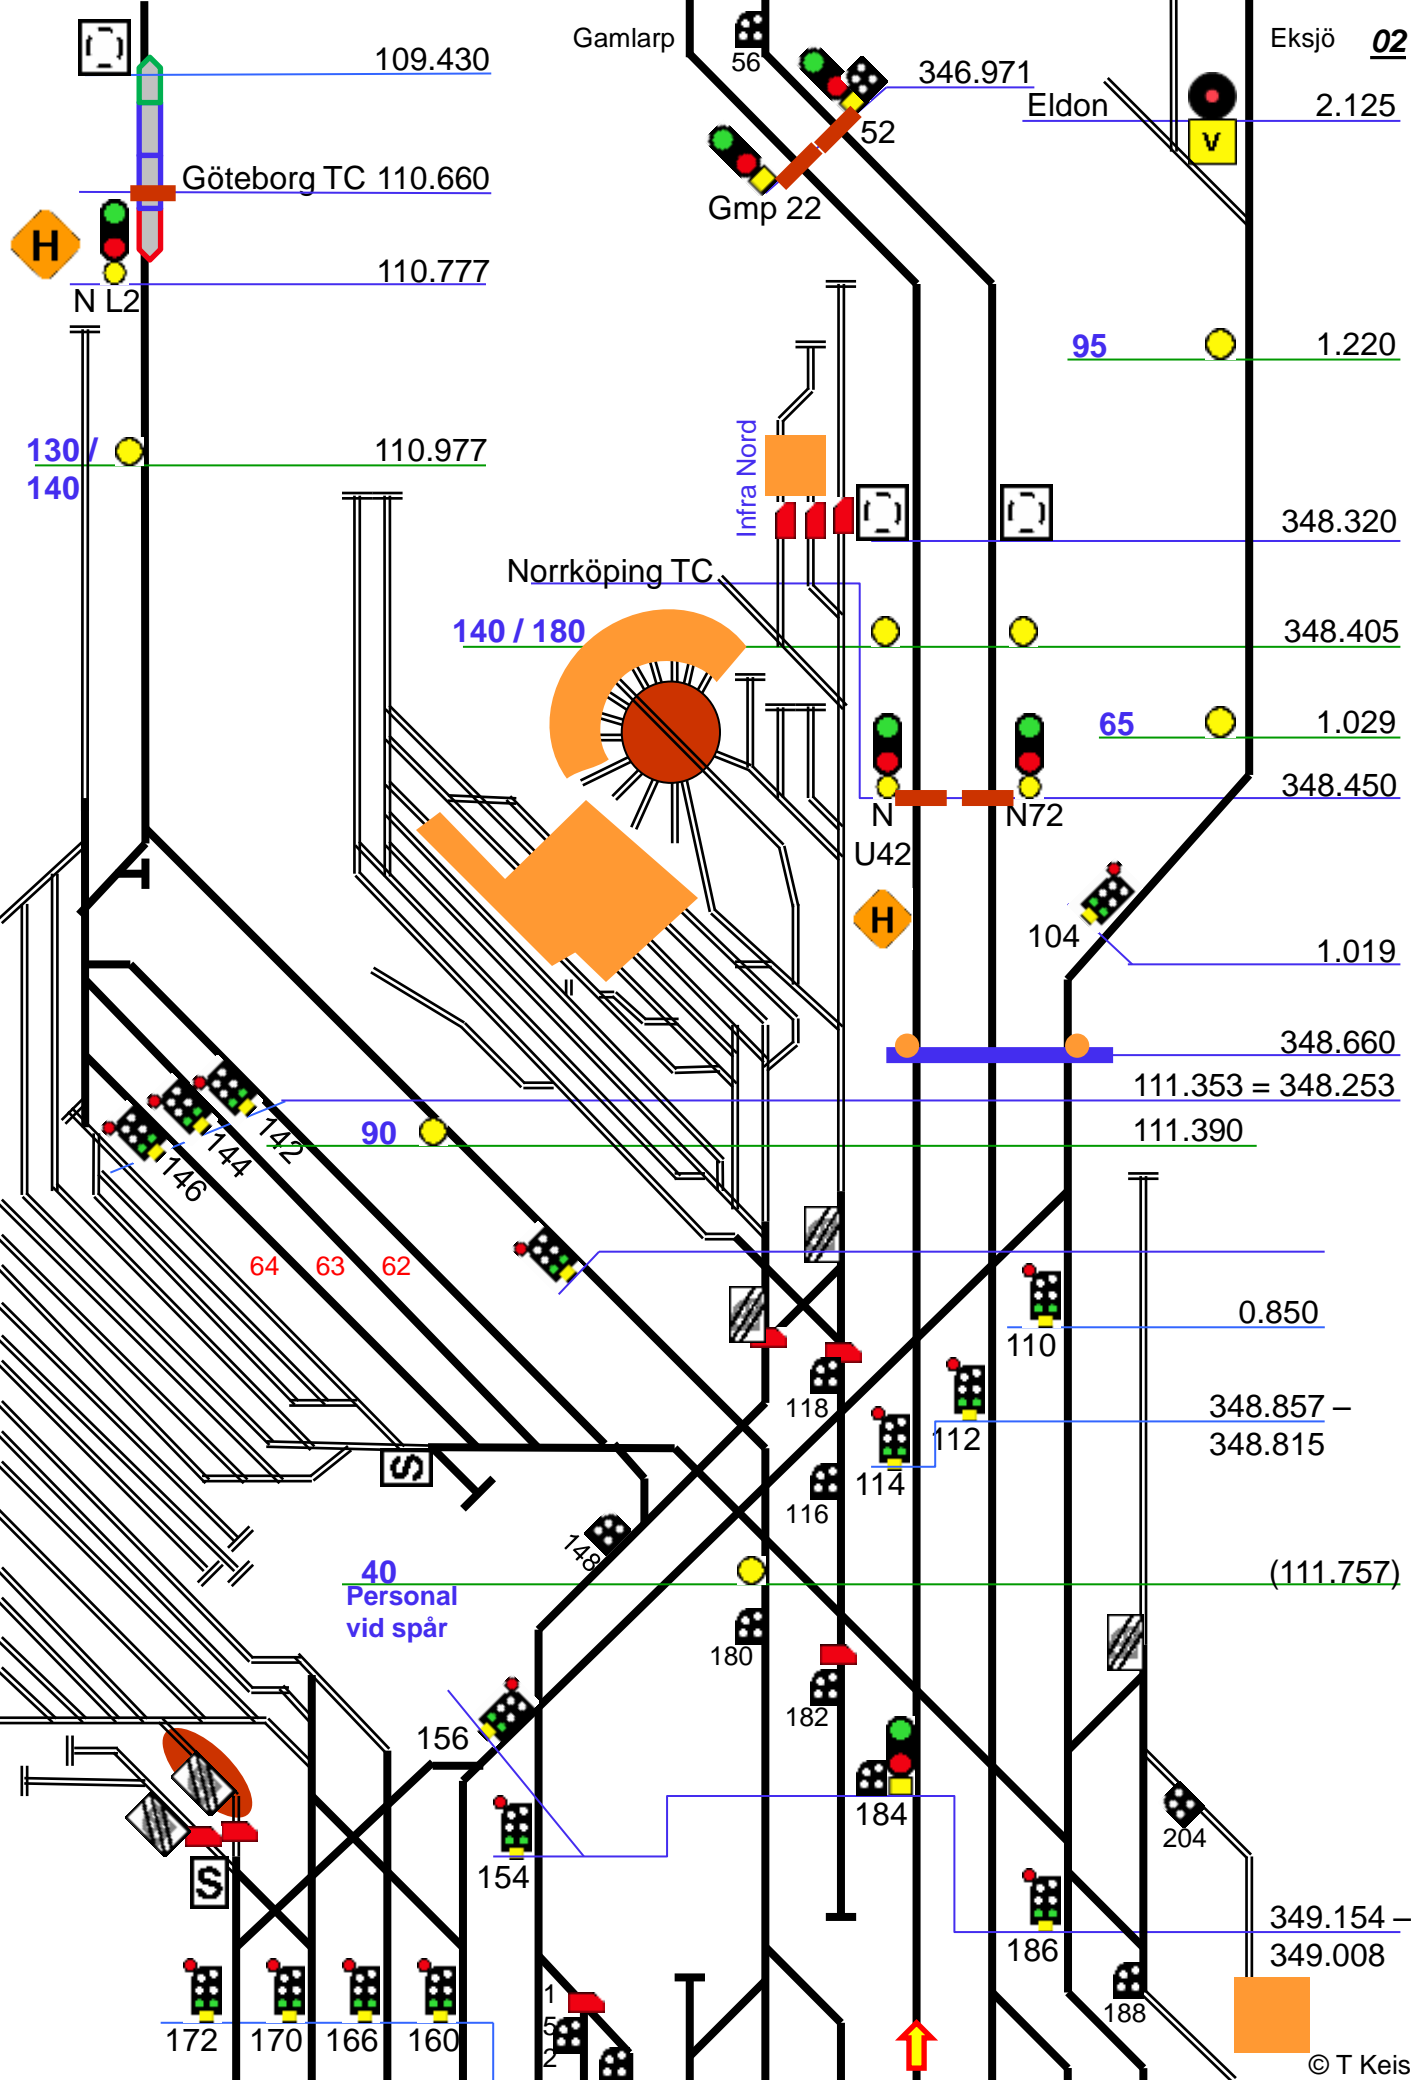 Gamlarp
Eksjö
02
56
109.430
346.971
Eldon
2.125
V
52
Göteborg TC 110.660
Gmp 22
H
110.777
N L2
95
1.220
130 /
140
110.977
Infra Nord
348.320
Norrköping TC
140 / 180
348.405
65
1.029
348.450
N
U42
N72
H
104
1.019
348.660
111.353 = 348.253
90
111.390
142
144
146
64
63
62
0.850
110
118
348.857 –
348.815
112
114
S
116
148
40
Personal
vid spår
(111.757)
180
182
156
184
154
204
S
349.154 –
349.008
186
188
1
5
2
172
170
166
160
© T Keis